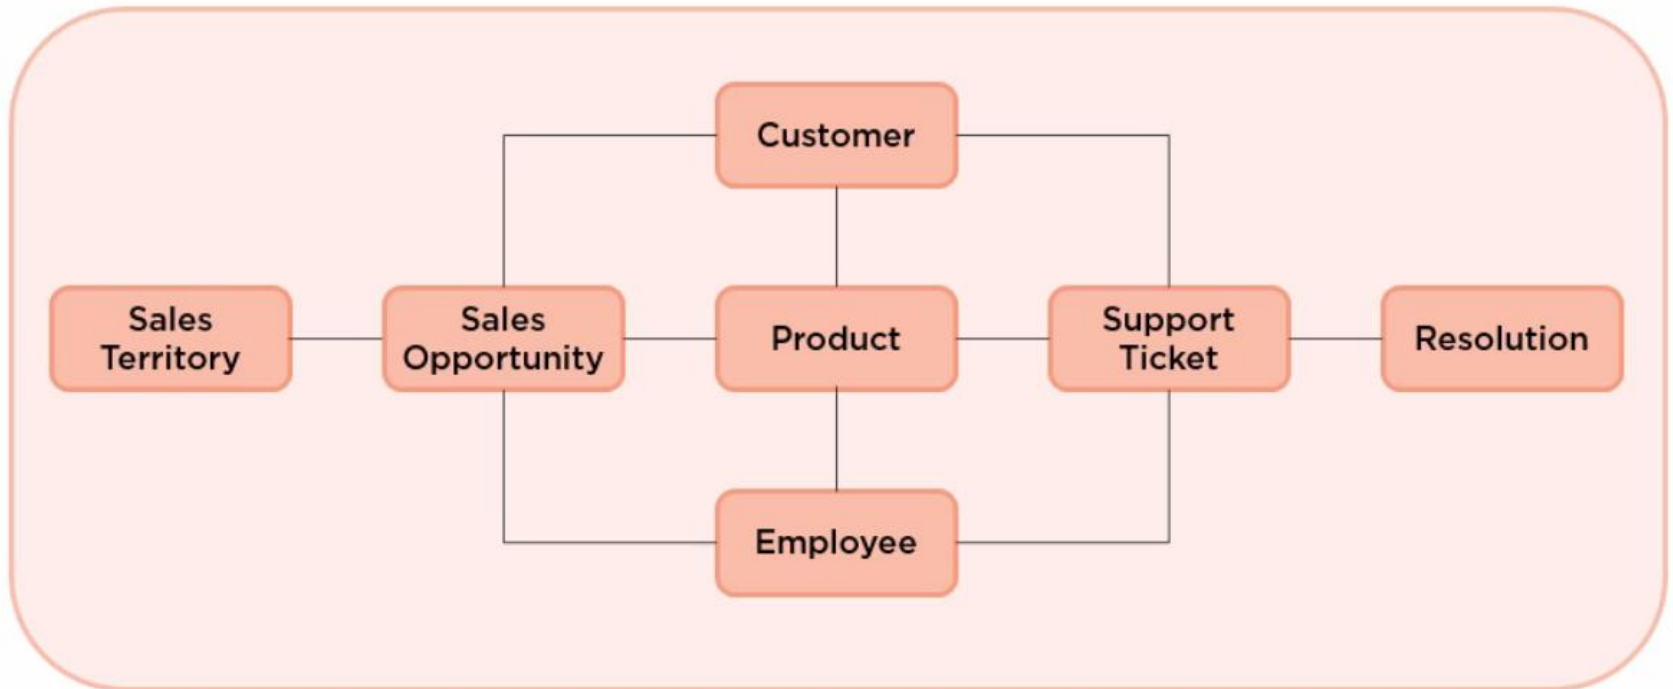 Customer
Sales
Territory
Sales
Opportunity
Product
Support
Ticket
Resolution
Employee